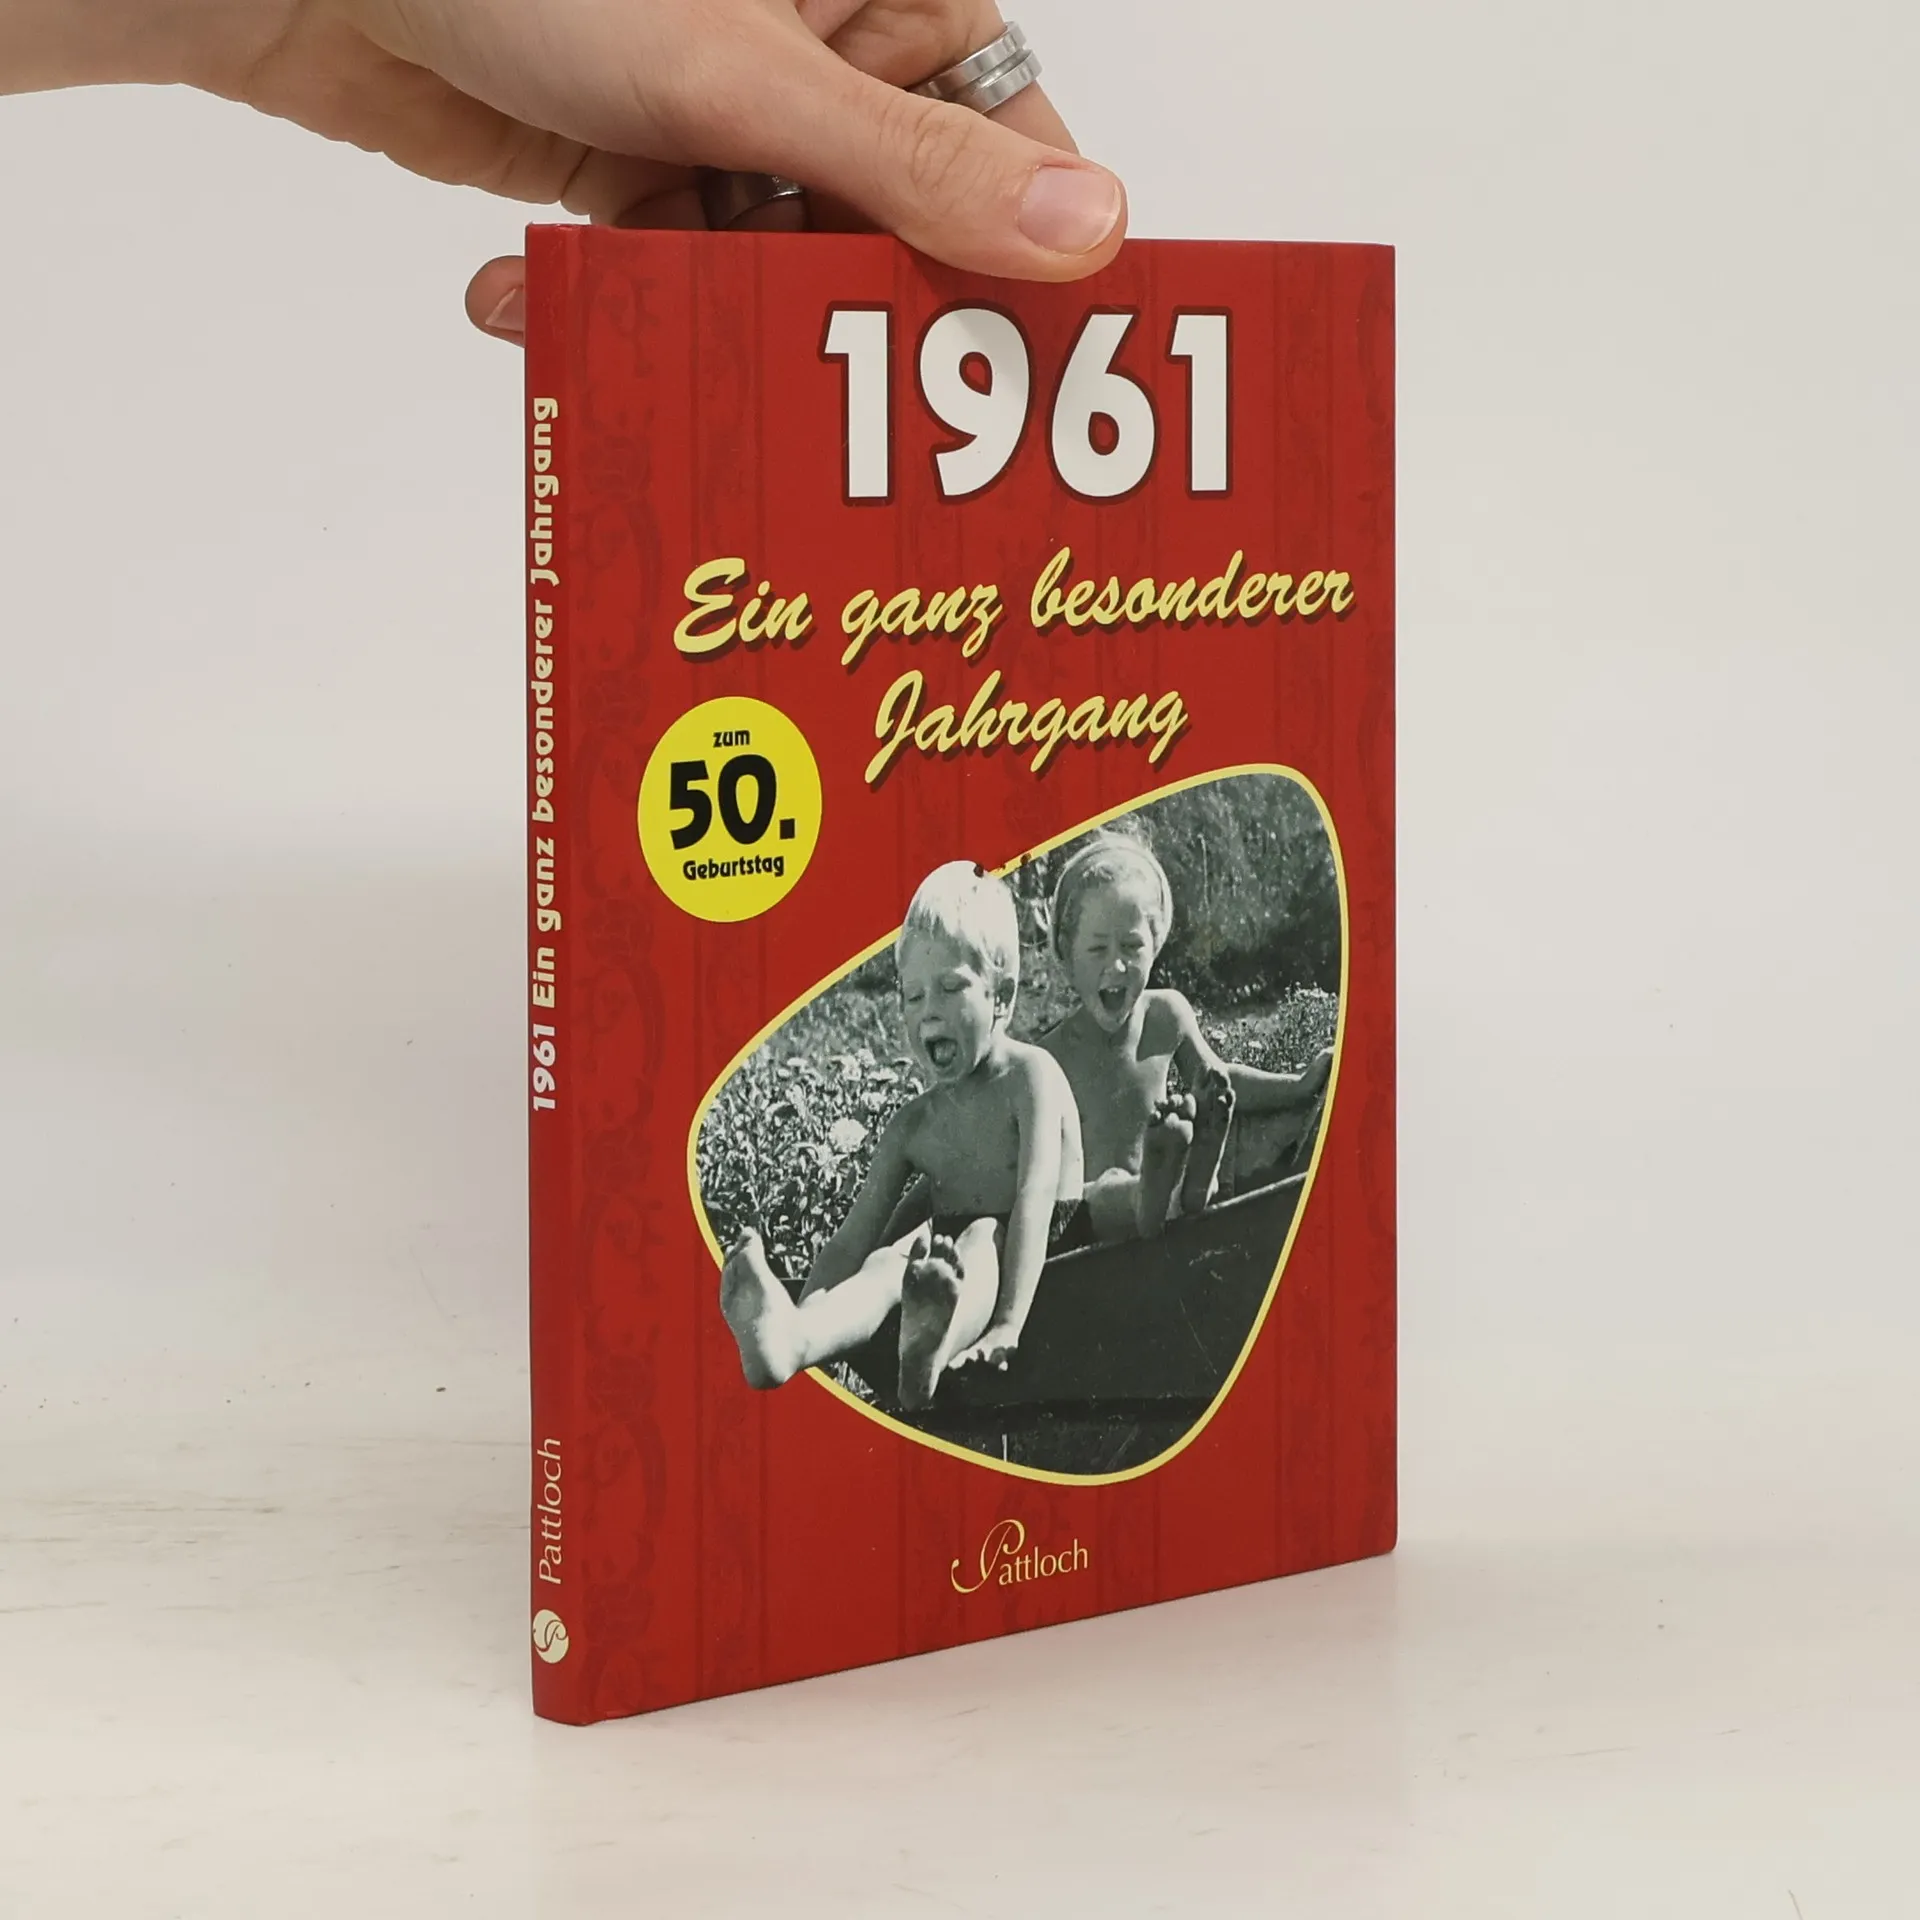 1961
Ein ganz besonderer
Jahrgang
zum
50.
Geburtstag
Pattloch
1961 Ein ganz besonderer Jahrgang
Pattloch